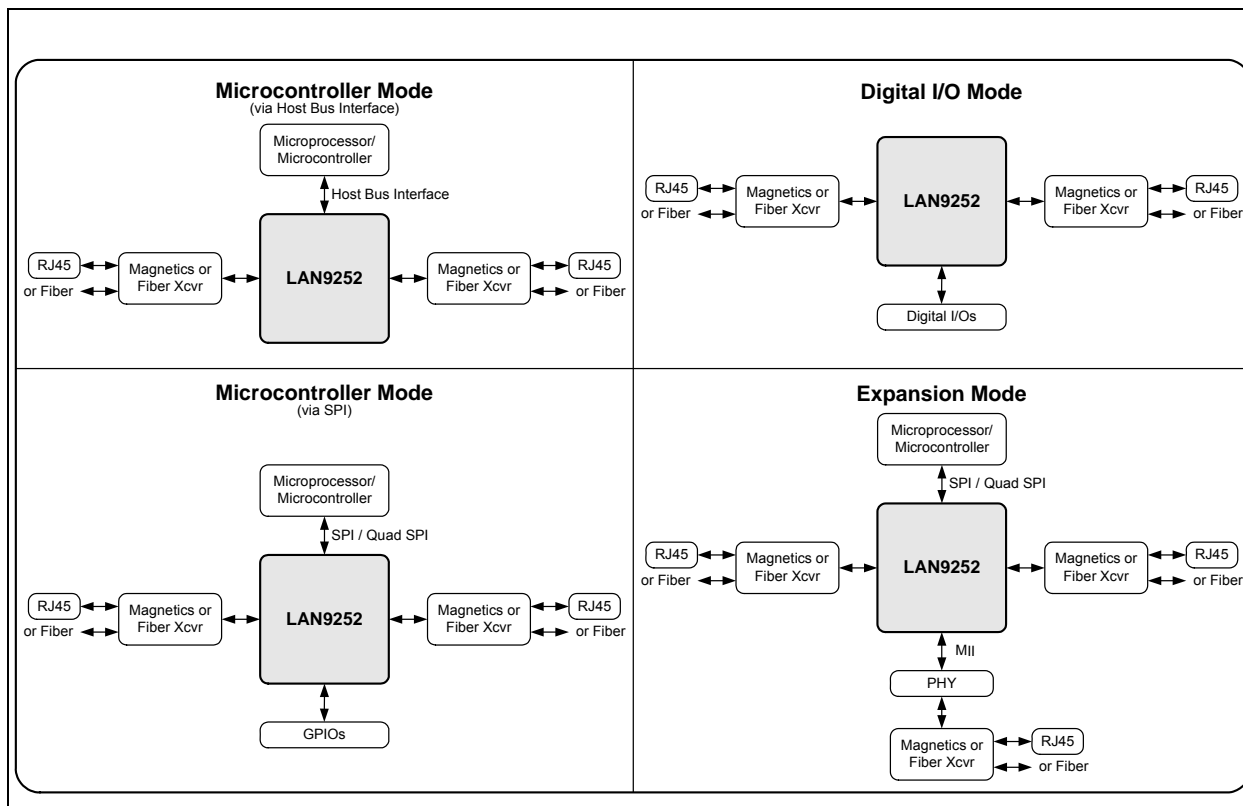 Microcontroller Mode
(via Host Bus Interface)
Microprocessor/
Microcontroller
Host Bus Interface
LAN9252
RJ45
or Fiber
Magnetics or
Fiber Xcvr
Magnetics or
Fiber Xcvr
RJ45
or Fiber
Digital I/O Mode
LAN9252
RJ45
or Fiber
Magnetics or
Fiber Xcvr
Magnetics or
Fiber Xcvr
RJ45
or Fiber
Digital I/Os
Microcontroller Mode
(via SPI)
Microprocessor/
Microcontroller
SPI / Quad SPI
LAN9252
RJ45
or Fiber
Magnetics or
Fiber Xcvr
Magnetics or
Fiber Xcvr
RJ45
or Fiber
GPIOs
Expansion Mode
Microprocessor/
Microcontroller
SPI / Quad SPI
LAN9252
RJ45
or Fiber
Magnetics or
Fiber Xcvr
Magnetics or
Fiber Xcvr
RJ45
or Fiber
MII
PHY
Magnetics or
Fiber Xcvr
RJ45
or Fiber